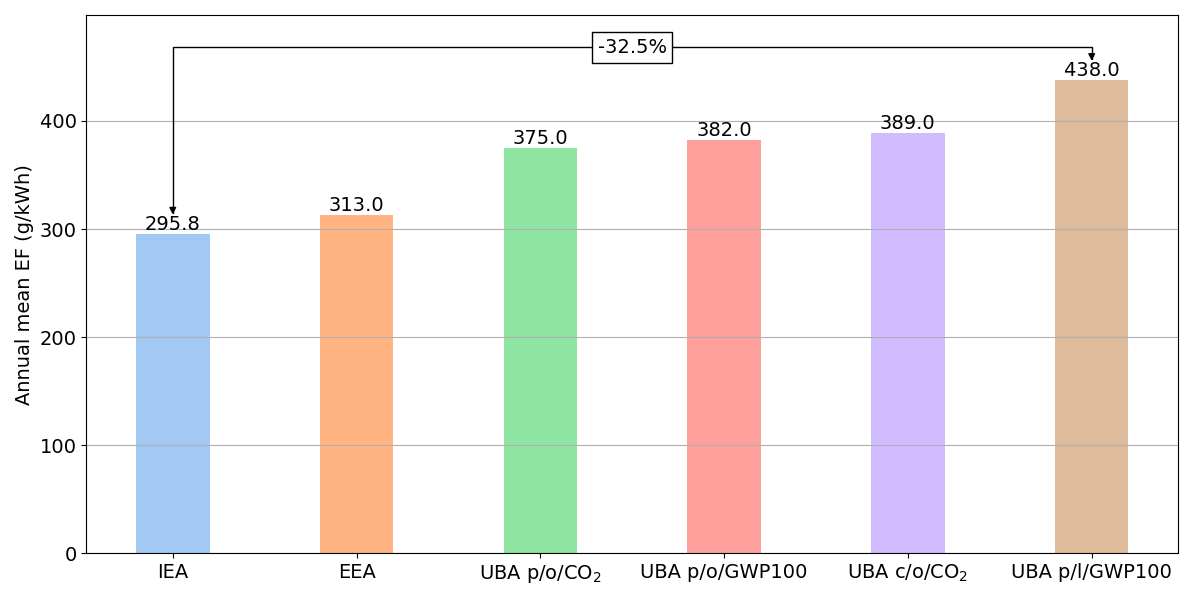 -32.5%
438.0
389.0
382.0
375.0
313.0
295.8
Annual mean EF (g/kWh)
400
300
200
100
0
IEA
EEA
UBA p/o/CO₂
UBA p/o/GWP100
UBA c/o/CO₂
UBA p/l/GWP100